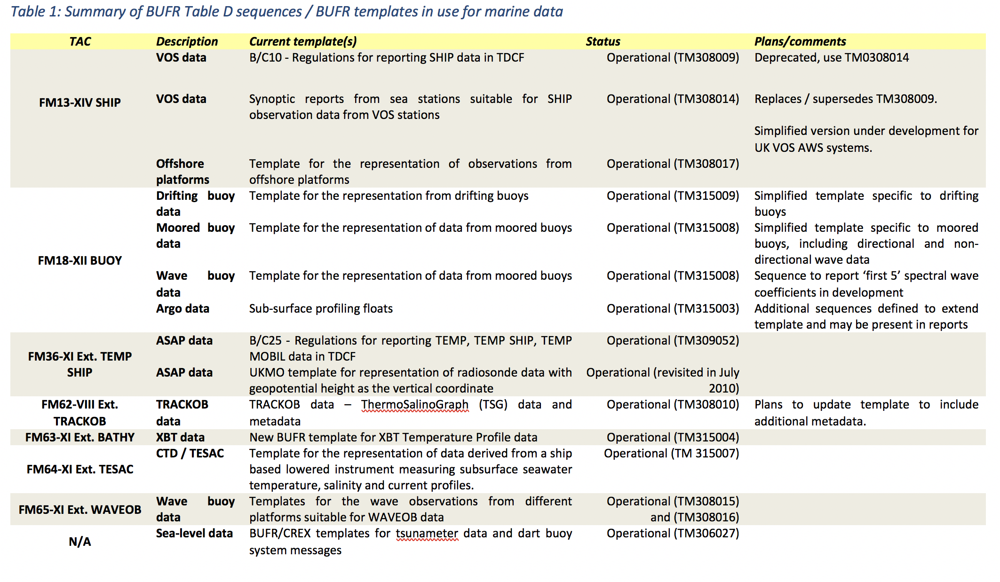 Table 1: Summary of BUFR Table D sequences / BUFR templates in use for marine data
TAC Description Current template(s) Status Plans/comments
VOS data B/C10 - Regulations for reporting SHIP data in TDCF Operational (TM308009) Deprecated, use TM0308014
FM13-XIV SHIP VOS data Synoptic reports from sea stations suitable for SHIP Operational (TM308014) Replaces / supersedes TM308009.
observation data from VOS stations
Simplified version under development for
UK VOS AWS systems.
Offshore Template for the representation of observations from Operational (TM308017)
platforms offshore platforms
Drifting buoy Template for the representation from drifting buoys Operational (TM315009) Simplified template specific to drifting
data buoys
Moored buoy Template for the representation of data from moored buoys Operational (TM315008) Simplified template specific to moored
data buoys, including directional and non-
FM18-XII BUOY directional wave data
Wave buoy Template for the representation of data from moored buoys Operational (TM315008) Sequence to report ‘first 5’ spectral wave
data coefficients in development
Argo data Sub-surface profiling floats Operational (TM315003) Additional sequences defined to extend
template and may be present in reports
ASAP data B/C25 - Regulations for reporting TEMP, TEMP SHIP, TEMP Operational (TM309052)
FM36-XI Ext. TEMP MOBIL data in TDCF
SHIP ASAP data UKMO template for representation of radiosonde data with Operational (revisited in July
geopotential height as the vertical coordinate 2010)
FM62-VIII Ext. TRACKOB TRACKOB data – ThermoSalinoGraph (TSG) data and Operational (TM308010) Plans to update template to include
TRACKOB data metadata additional metadata.
FM63-XI Ext. BATHY XBT data New BUFR template for XBT Temperature Profile data Operational (TM315004)
CTD / TESAC Template for the representation of data derived from a ship Operational (TM 315007)
FM64-XI Ext. TESAC based lowered instrument measuring subsurface seawater
temperature, salinity and current profiles.
Wave buoy Templates for the wave observations from different Operational (TM308015)
FM65-XI Ext. WAVEOB data platforms suitable for WAVEOB data and (TM308016)
Sea-level data BUFR/CREX templates for tsunameter data and dart buoy Operational (TM306027)
N/A system messages